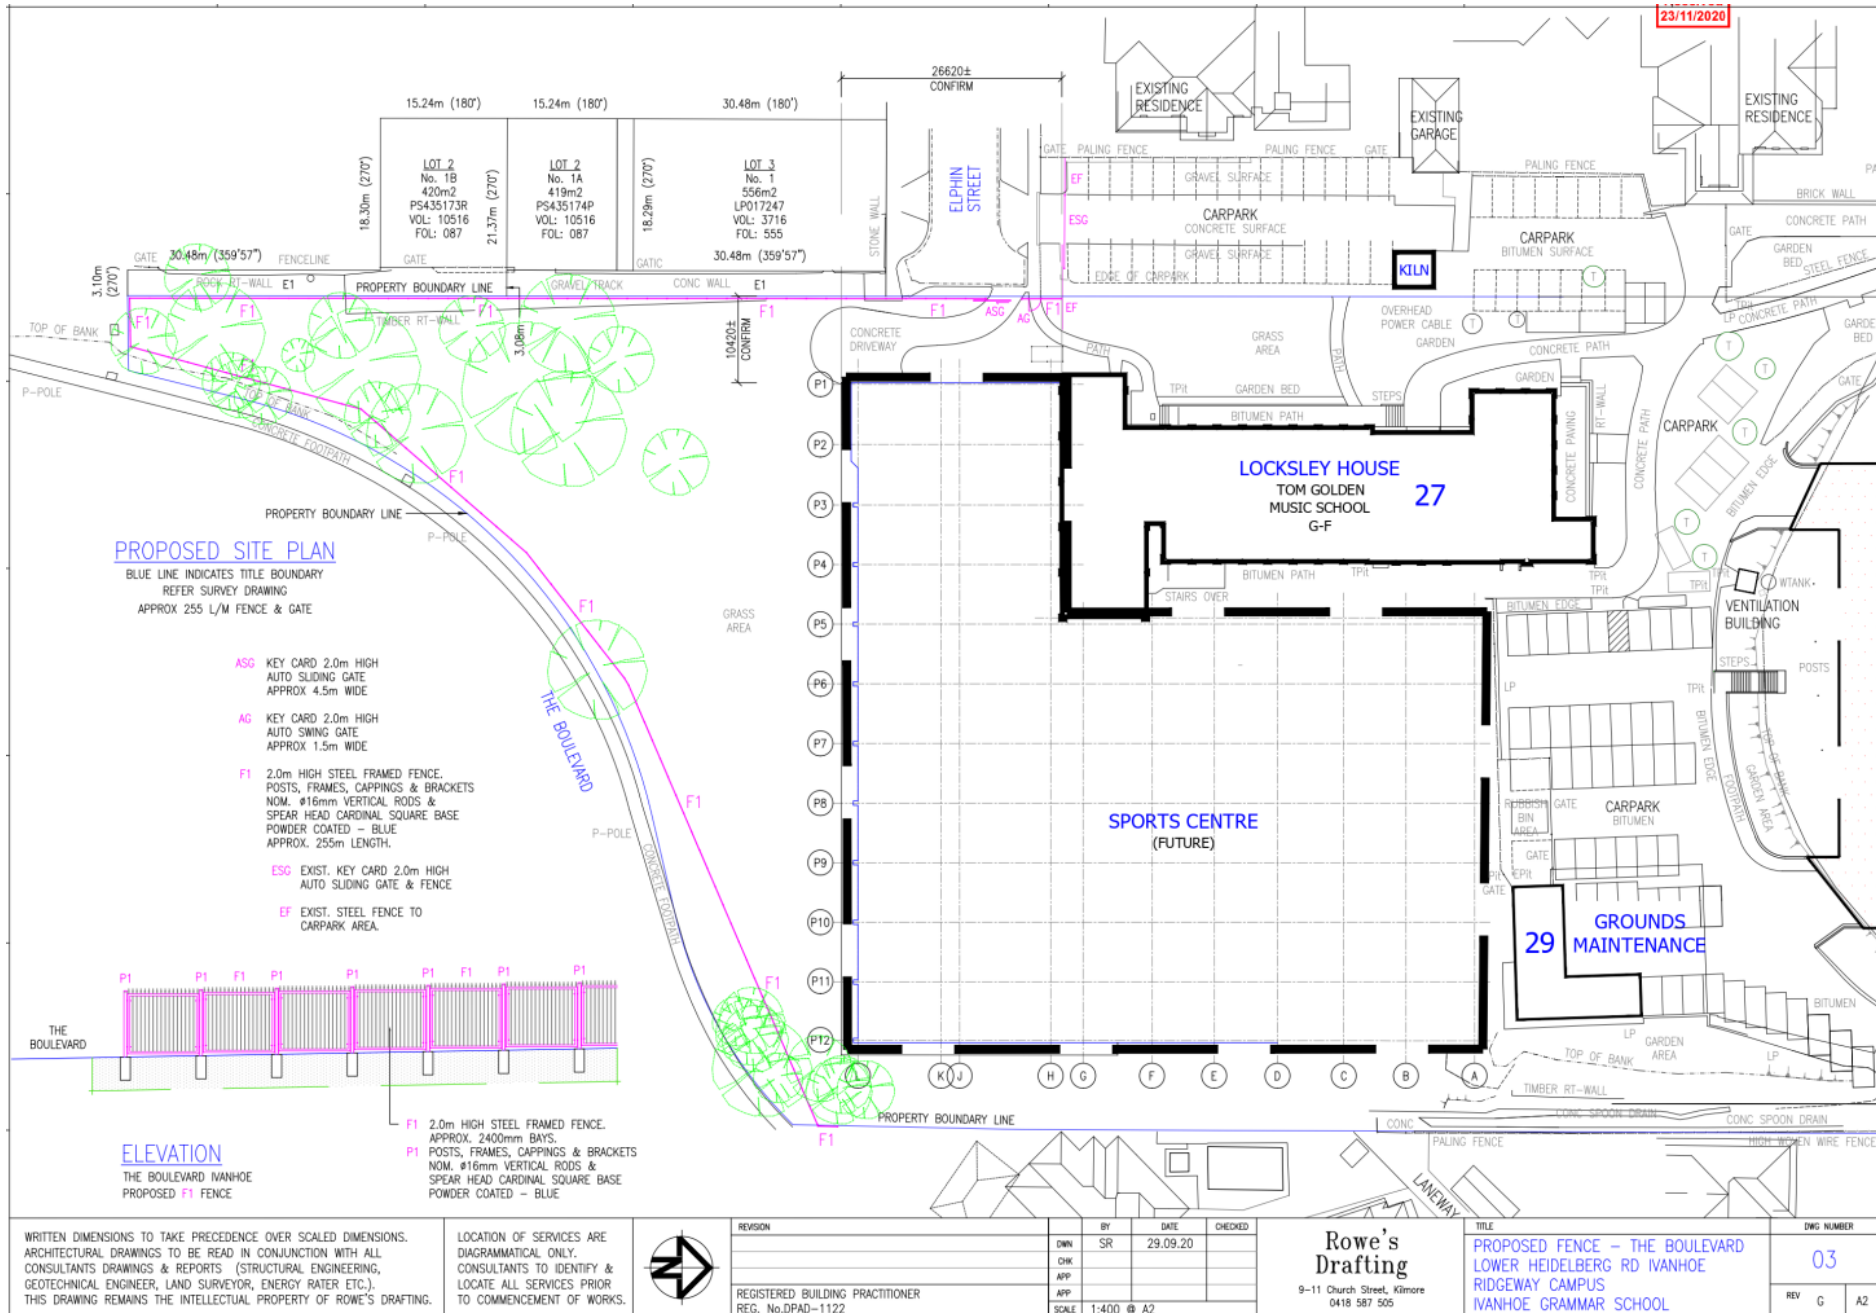 23/11/2020
26620±
CONFIRM
15.24m (180°)
15.24m (180°)
30.48m (180°)
18.30m (270°)
LOT 2
No. 1B
420m2
PS435173R
VOL: 10516
FOL: 087
21.37m (270°)
LOT 2
No. 1A
419m2
PS435174P
VOL: 10516
FOL: 087
18.29m (270°)
LOT 3
No. 1
556m2
LP017247
VOL: 3716
FOL: 555
STONE WALL
ELPHIN
STREET
EXISTING
RESIDENCE
EXISTING
GARAGE
EXISTING
RESIDENCE
GATE
PALING FENCE
PALING FENCE
GATE
PALING FENCE
BRICK WALL
CONCRETE PATH
EF
GRAVEL SURFACE
ESG
CARPARK
CONCRETE SURFACE
GRAVEL SURFACE
EDGE OF CARPARK
KILN
CARPARK
BITUMEN SURFACE
GATE
GARDEN
BED
STEEL FENCE
GATE
30.48m (359'57")
FENCELINE
GATE
GATIC
30.48m (359'57")
3.10m
(270°)
ROCK RT-WALL
E1
PROPERTY BOUNDARY LINE
GRAVEL TRACK
CONC WALL
E1
F1
F1
F1
F1
F1
ASG
AG
F1
EF
TOP OF BANK
TIMBER RT-WALL
3.08m
10420±
CONFIRM
CONCRETE
DRIVEWAY
PATH
GRASS
AREA
PATH
OVERHEAD
POWER CABLE
GARDEN
T
T
T
TPit
LP
CONCRETE PATH
CONCRETE PATH
GARDEN
BED
GATE
P-POLE
F1
TOP OF BANK
CONCRETE FOOTPATH
TPit
GARDEN BED
STEPS
GARDEN
BITUMEN PATH
RT-WALL
CONCRETE PAVING
CONCRETE PATH
CARPARK
T
T
T
T
T
BITUMEN EDGE
F1
PROPERTY BOUNDARY LINE
P-POLE
LOCKSLEY HOUSE
TOM GOLDEN
MUSIC SCHOOL
G-F
27
BITUMEN PATH
TPit
STAIRS OVER
TPit
TPit
TPit
TPit
WTANK
VENTILATION
BUILDING
BITUMEN EDGE
STEPS
POSTS
TPit
LP
BITUMEN EDGE
FOOTPATH
GARDEN AREA
TOP OF BANK
PROPOSED SITE PLAN
BLUE LINE INDICATES TITLE BOUNDARY
REFER SURVEY DRAWING
APPROX 255 L/M FENCE & GATE
GRASS
AREA
F1
ASG KEY CARD 2.0m HIGH
AUTO SLIDING GATE
APPROX 4.5m WIDE
AG KEY CARD 2.0m HIGH
AUTO SWING GATE
APPROX 1.5m WIDE
F1 2.0m HIGH STEEL FRAMED FENCE.
POSTS, FRAMES, CAPPINGS & BRACKETS
NOM. ø16mm VERTICAL RODS &
SPEAR HEAD CARDINAL SQUARE BASE
POWDER COATED – BLUE
APPROX. 255m LENGTH.
ESG EXIST. KEY CARD 2.0m HIGH
AUTO SLIDING GATE & FENCE
EF EXIST. STEEL FENCE TO
CARPARK AREA.
THE BOULEVARD
F1
P-POLE
CONCRETE FOOTPATH
F1
P1
P2
P3
P4
P5
P6
P7
P8
P9
P10
P11
P12
L
K
J
H
G
F
E
D
C
B
A
SPORTS CENTRE
(FUTURE)
RUBBISH
BIN
AREA
GATE
GATE
CARPARK
BITUMEN
EPit
GATE
29
GROUNDS
MAINTENANCE
BITUMEN
LP
GARDEN
AREA
LP
TOP OF BANK
TIMBER RT-WALL
CONC SPOON DRAIN
CONC SPOON DRAIN
CONC
PALING FENCE
HIGH WOVEN WIRE FENCE
LANEWAY
PROPERTY BOUNDARY LINE
F1
P1
P1
F1
P1
P1
P1
F1
P1
P1
THE
BOULEVARD
F1 2.0m HIGH STEEL FRAMED FENCE.
APPROX. 2400mm BAYS.
P1 POSTS, FRAMES, CAPPINGS & BRACKETS
NOM. ø16mm VERTICAL RODS &
SPEAR HEAD CARDINAL SQUARE BASE
POWDER COATED – BLUE
ELEVATION
THE BOULEVARD IVANHOE
PROPOSED F1 FENCE
WRITTEN DIMENSIONS TO TAKE PRECEDENCE OVER SCALED DIMENSIONS.
ARCHITECTURAL DRAWINGS TO BE READ IN CONJUNCTION WITH ALL
CONSULTANTS DRAWINGS & REPORTS (STRUCTURAL ENGINEERING,
GEOTECHNICAL ENGINEER, LAND SURVEYOR, ENERGY RATER ETC.).
THIS DRAWING REMAINS THE INTELLECTUAL PROPERTY OF ROWE'S DRAFTING.
LOCATION OF SERVICES ARE
DIAGRAMMATICAL ONLY.
CONSULTANTS TO IDENTIFY &
LOCATE ALL SERVICES PRIOR
TO COMMENCEMENT OF WORKS.
N
REVISION
REGISTERED BUILDING PRACTITIONER
REG. No.DPAD-1122
BY DATE CHECKED
DWN SR 29.09.20
CHK
APP
APP
SCALE 1:400 @ A2
Rowe's
Drafting
9-11 Church Street, Kilmore
0418 587 505
TITLE
PROPOSED FENCE – THE BOULEVARD
LOWER HEIDELBERG RD IVANHOE
RIDGEWAY CAMPUS
IVANHOE GRAMMAR SCHOOL
DWG NUMBER
03
REV G A2